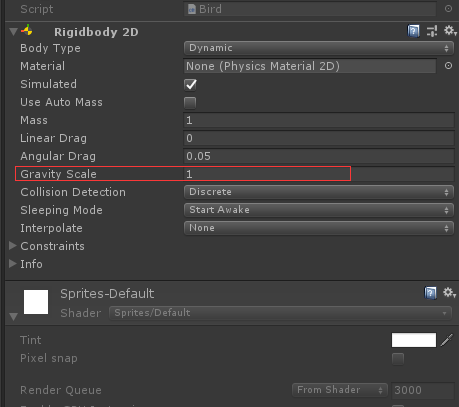 Script Bird
Rigidbody 2D
Body Type Dynamic
Material None (Physics Material 2D)
Simulated
Use Auto Mass
Mass 1
Linear Drag 0
Angular Drag 0.05
Gravity Scale 1
Collision Detection Discrete
Sleeping Mode Start Awake
Interpolate None
Constraints
Info
Sprites-Default
Shader Sprites/Default
Tint
Pixel snap
Render Queue From Shader 3000